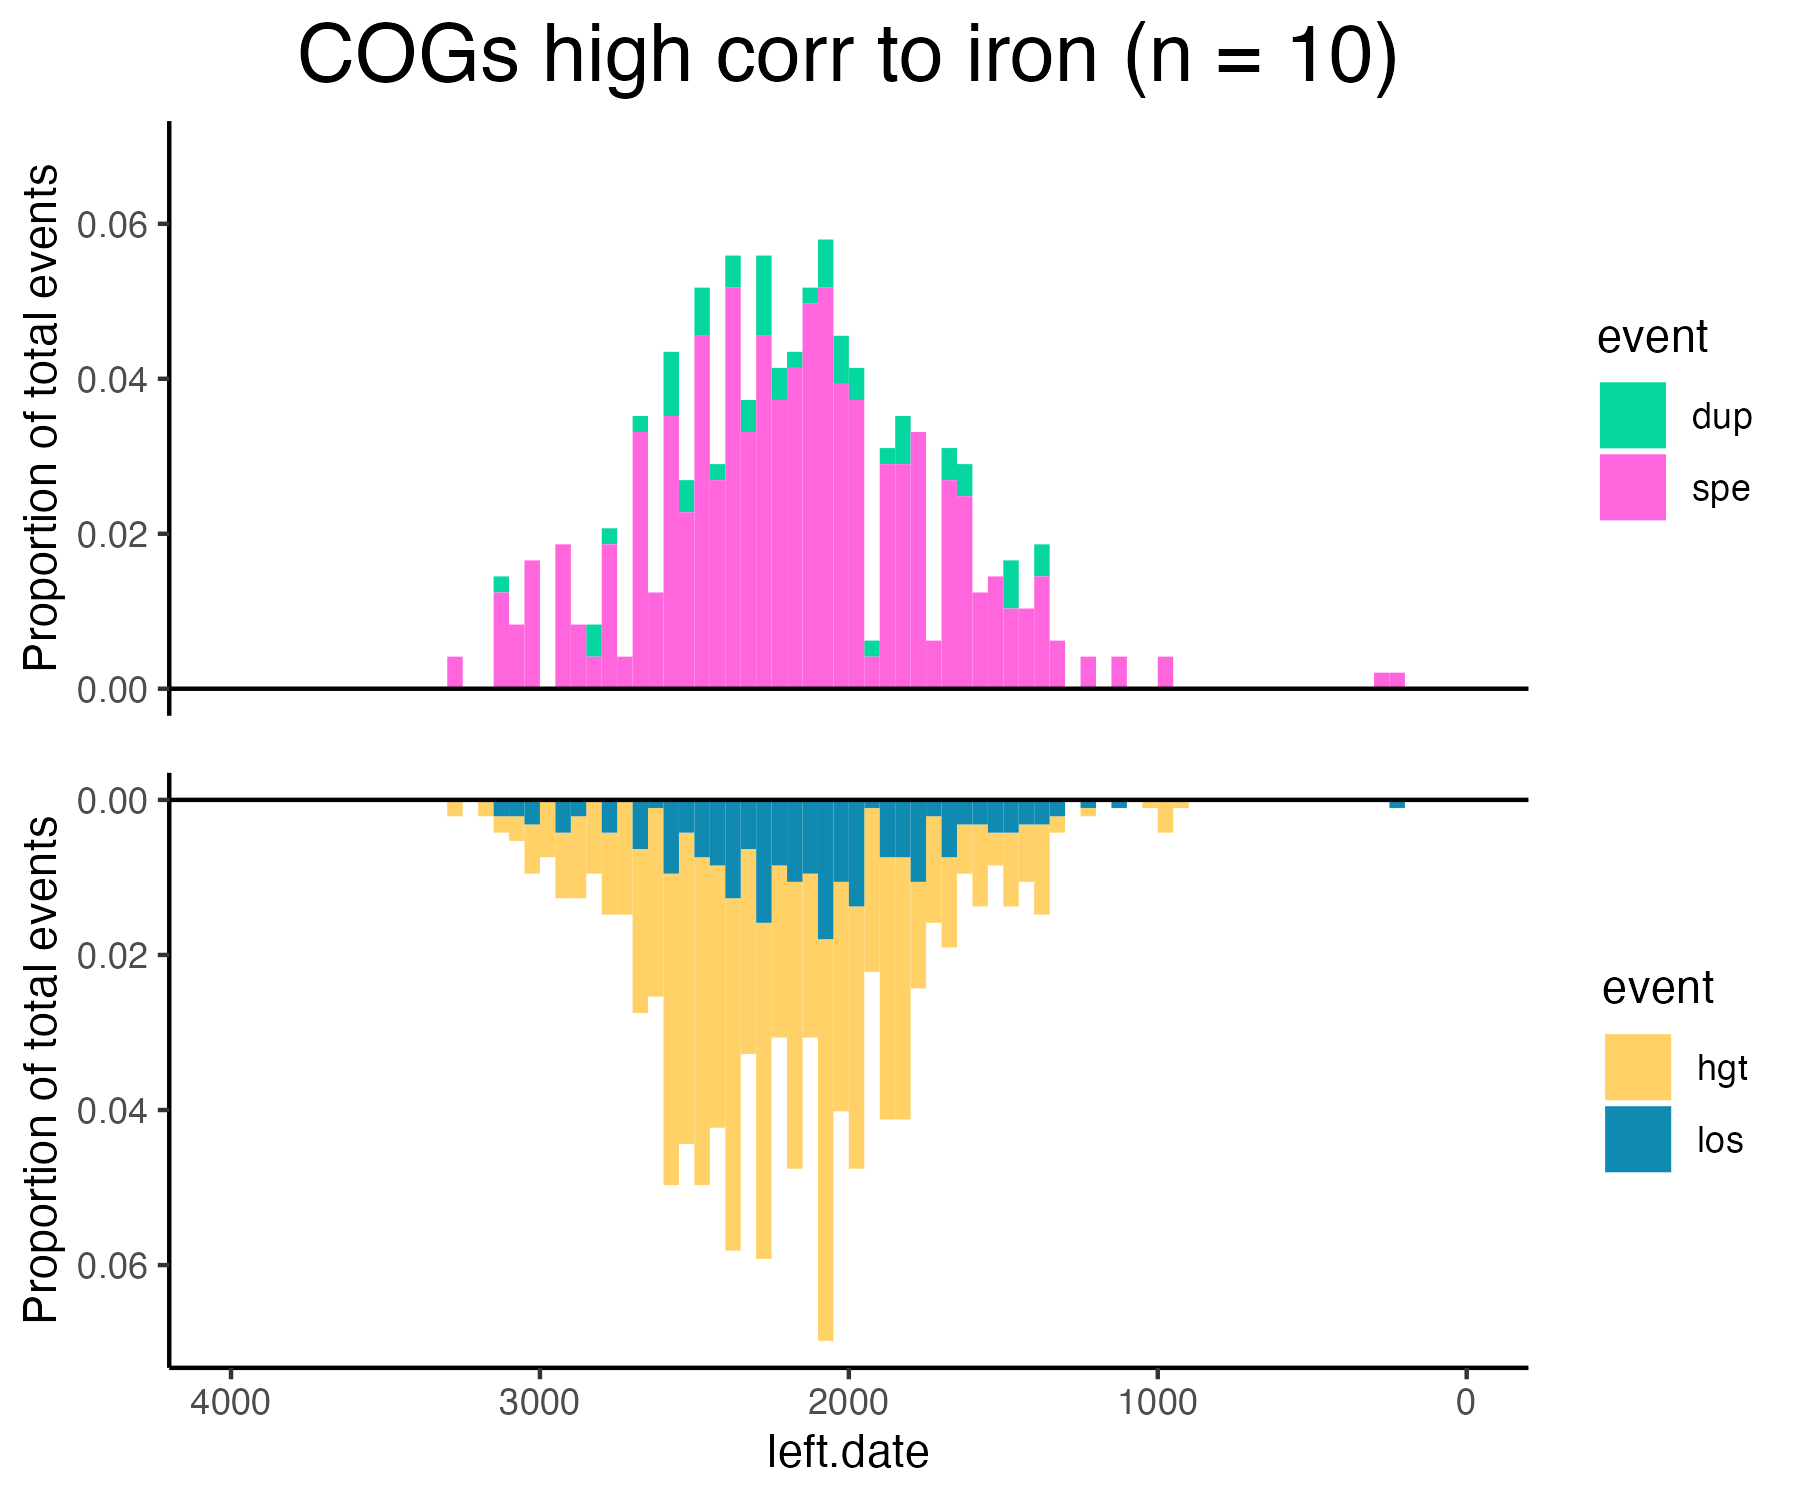 COGs high corr to iron (n = 10)
Proportion of total events
0.06
0.04
0.02
0.00
event
dup
spe
Proportion of total events
0.00
0.02
0.04
0.06
event
hgt
los
4000 3000 2000 1000 0
left.date